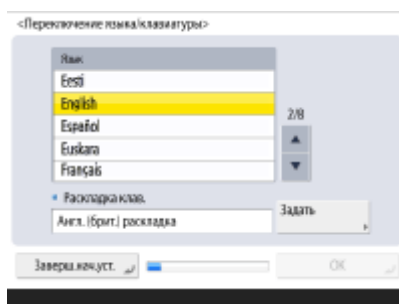 <Переключение языка/клавиатуры>
Язык
Eesti
English
Español
Euskara
Français
2/8
Раскладка клав.
Англ. (брит.) раскладка
Задать
Заверш.нач.уст.
OK